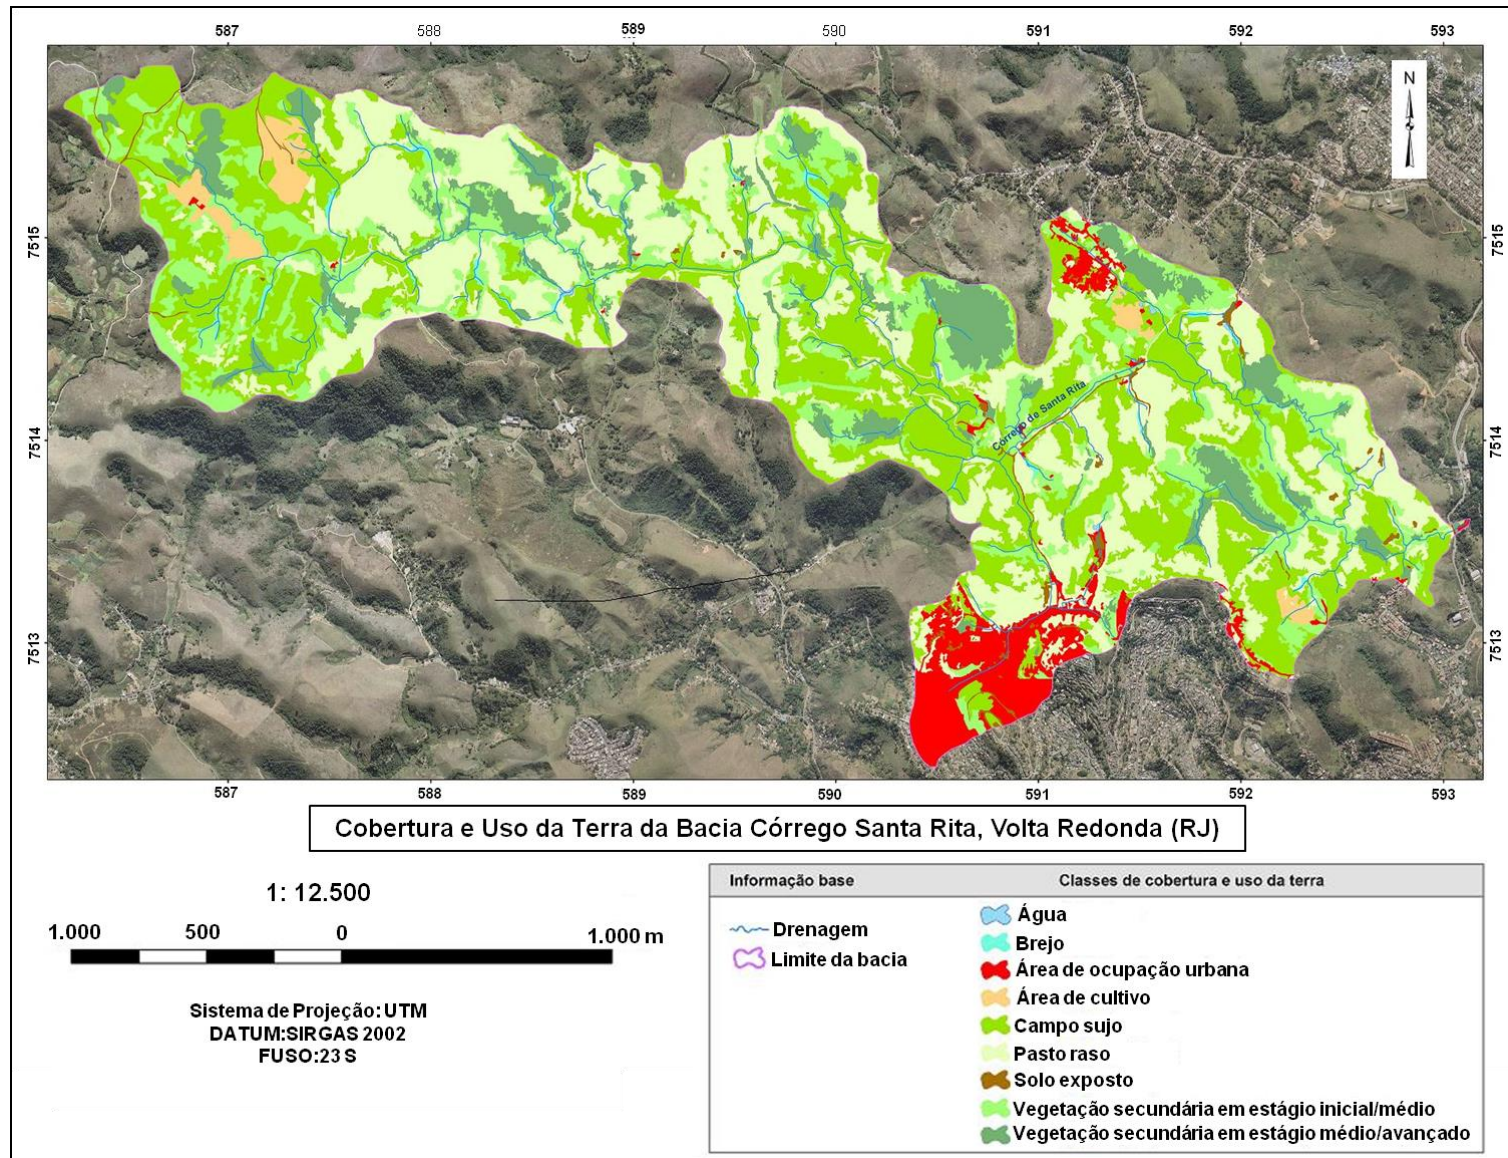 587 588 589 590 591 592 593
N
7515 7515
Córrego de Santa Rita
7514 7514
7513 7513
587 588 589 590 591 592 593
Cobertura e Uso da Terra da Bacia Córrego Santa Rita, Volta Redonda (RJ)
1: 12.500
1.000 500 0 1.000 m
Sistema de Projeção: UTM
DATUM:SIRGAS 2002
FUSO:23 S
Informação base
Drenagem
Limite da bacia
Classes de cobertura e uso da terra
Água
Brejo
Área de ocupação urbana
Área de cultivo
Campo sujo
Pasto raso
Solo exposto
Vegetação secundária em estágio inicial/médio
Vegetação secundária em estágio médio/avançado